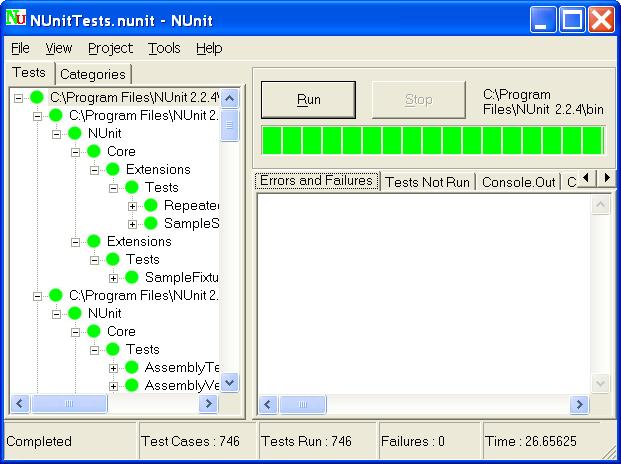 NUnitTests.nunit - NUnit
File View Project Tools Help
Tests Categories
C:\Program Files\NUnit 2.2.4\
C:\Program Files\NUnit 2.
NUnit
Core
Extensions
Tests
Repeated
SampleS
Extensions
Tests
SampleFixtu
C:\Program Files\NUnit 2.
NUnit
Core
Tests
AssemblyTe
AssemblyVe
Run Stop C:\Program
Files\NUnit 2.2.4\bin
Errors and Failures Tests Not Run Console.Out C
Completed Test Cases : 746 Tests Run : 746 Failures : 0 Time : 26.65625